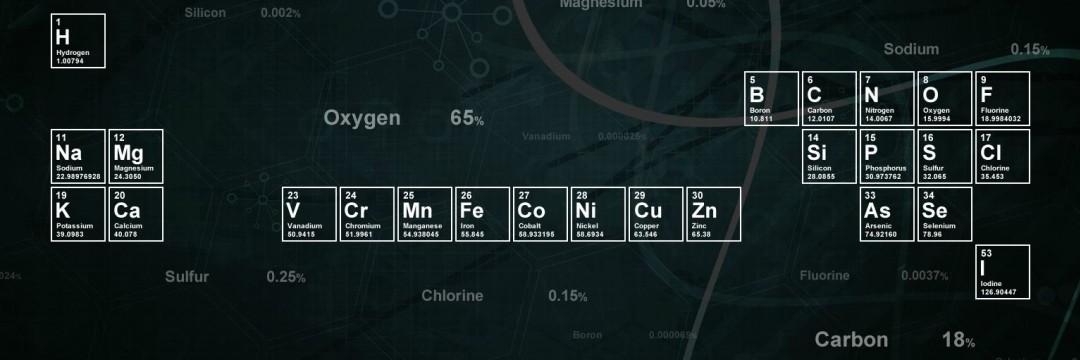 Magnesium 0.05%
Silicon 0.002%
1
H
Hydrogen
1.00794
Sodium 0.15%
5
B
Boron
10.811
6
C
Carbon
12.0107
7
N
Nitrogen
14.0067
8
O
Oxygen
15.9994
9
F
Fluorine
18.9984032
Oxygen 65%
Vanadium 0.000025%
11
Na
Sodium
22.98976928
12
Mg
Magnesium
24.3050
14
Si
Silicon
28.0855
15
P
Phosphorus
30.973762
16
S
Sulfur
32.065
17
Cl
Chlorine
35.453
19
K
Potassium
39.0983
20
Ca
Calcium
40.078
23
V
Vanadium
50.9415
24
Cr
Chromium
51.9961
25
Mn
Manganese
54.938045
26
Fe
Iron
55.845
27
Co
Cobalt
58.933195
28
Ni
Nickel
58.6934
29
Cu
Copper
63.546
30
Zn
Zinc
65.38
33
As
Arsenic
74.92160
34
Se
Selenium
78.96
53
I
Iodine
126.90447
Sulfur 0.25%
Fluorine 0.0037%
Chlorine 0.15%
Boron
Carbon 18%